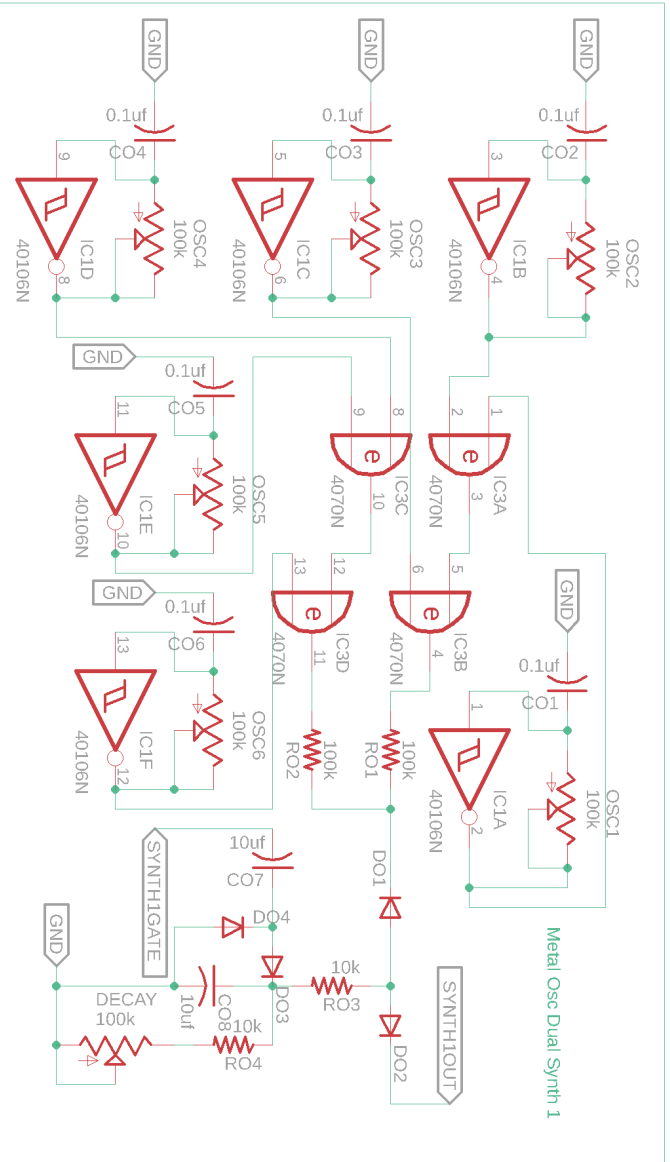 GND
GND
GND
0.1uf
CO4
0.1uf
CO3
0.1uf
CO2
9
OSC4
100k
IC1D
8
40106N
5
OSC3
100k
IC1C
6
40106N
3
OSC2
100k
IC1B
4
40106N
GND
0.1uf
CO5
11
OSC5
100k
IC1E
10
40106N
9
8
IC3C
10
4070N
2
1
IC3A
3
4070N
GND
0.1uf
CO6
13
OSC6
100k
IC1F
12
40106N
13
12
IC3D
11
4070N
6
5
IC3B
4
4070N
GND
0.1uf
CO1
1
OSC1
100k
IC1A
2
40106N
100k
RO2
100k
RO1
SYNTH1GATE
10uf
CO7
DO1
DO4
DO3
GND
DECAY
100k
10uf
CO8
10k
RO4
10k
RO3
DO2
SYNTH1OUT
Metal Osc Dual Synth 1